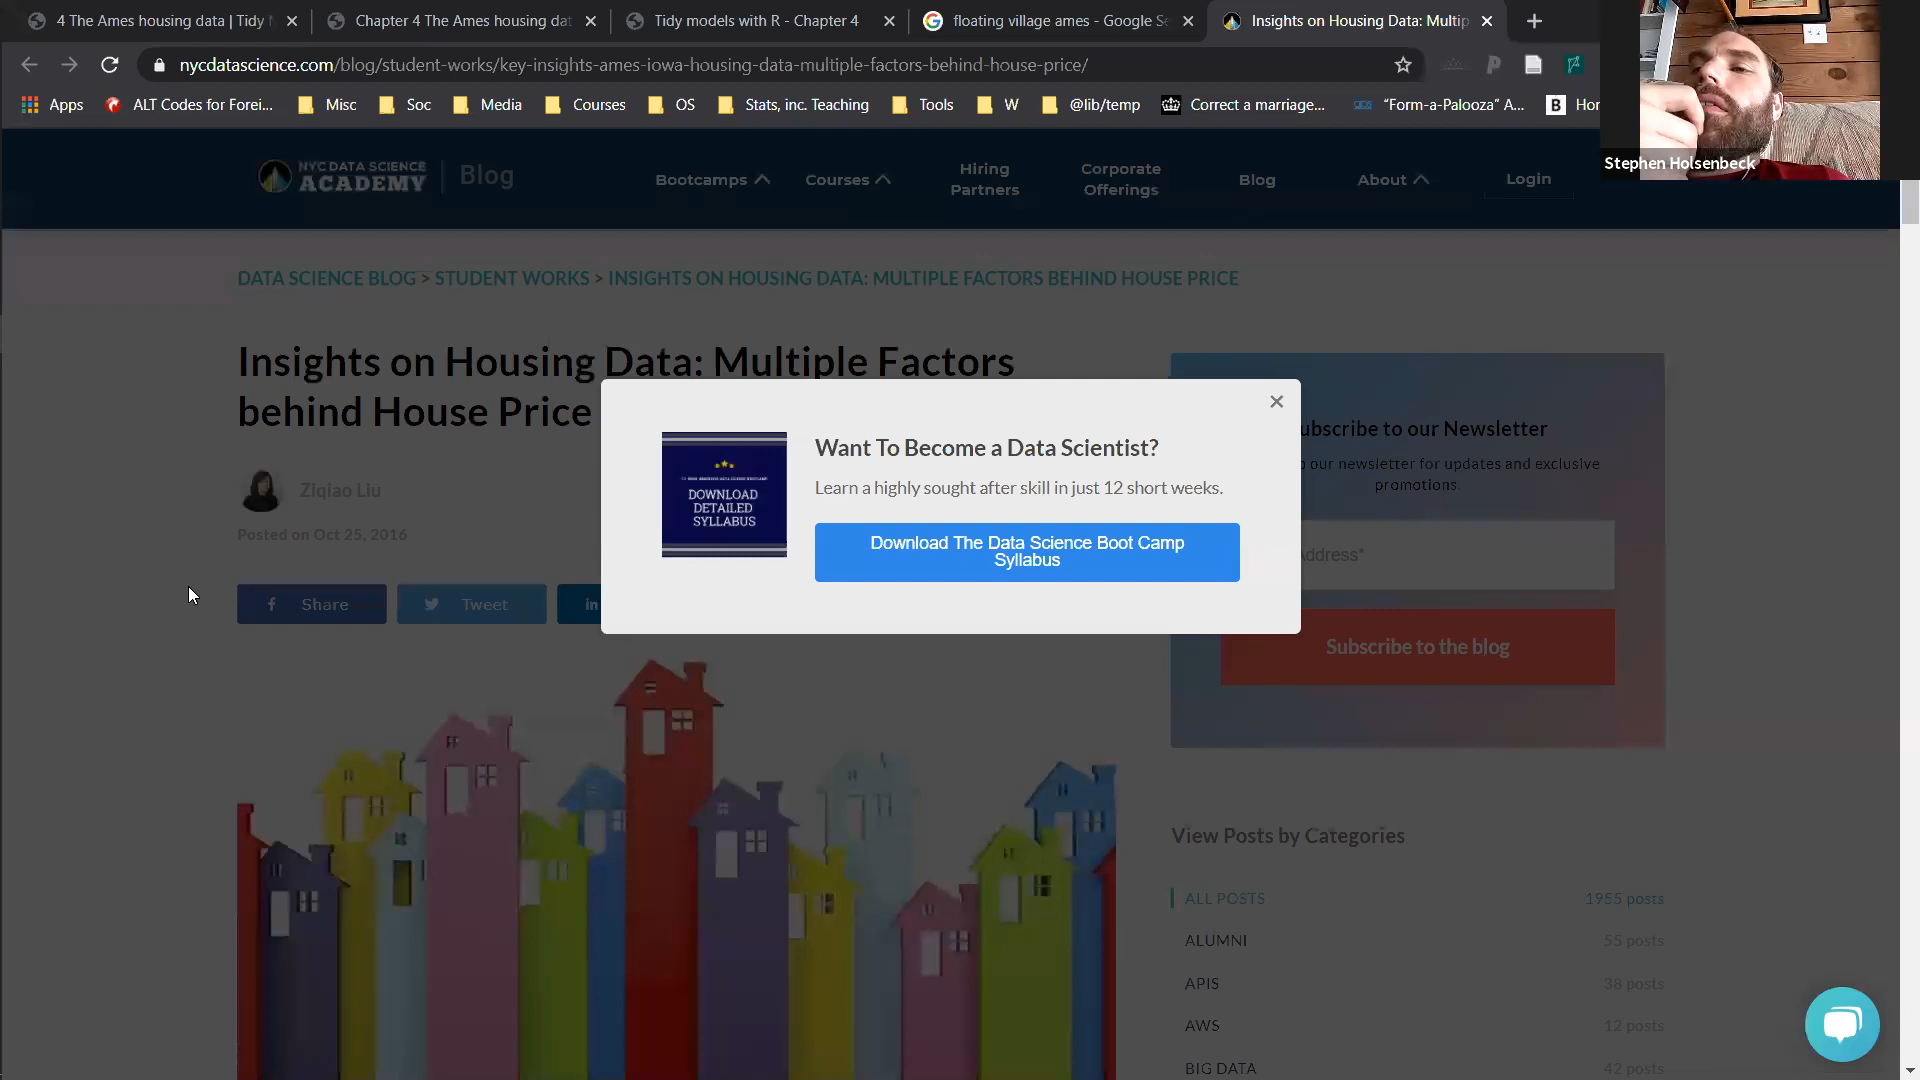 4 The Ames housing data | Tidy M
Chapter 4 The Ames housing dat
Tidy models with R - Chapter 4
floating village ames - Google Se
Insights on Housing Data: Multip
nycdatascience.com/blog/student-works/key-insights-ames-iowa-housing-data-multiple-factors-behind-house-price/
Apps
ALT Codes for Forei...
Misc
Soc
Media
Courses
OS
Stats, inc. Teaching
Tools
W
@lib/temp
Correct a marriage...
"Form-a-Palooza" A...
Hor
Stephen Holsenbeck
NYC DATA SCIENCE
ACADEMY
Blog
Bootcamps
Courses
Hiring
Partners
Corporate
Offerings
Blog
About
Login
DATA SCIENCE BLOG > STUDENT WORKS > INSIGHTS ON HOUSING DATA: MULTIPLE FACTORS BEHIND HOUSE PRICE
Insights on Housing Data: Multiple Factors
behind House Price
Ziqiao Liu
Posted on Oct 25, 2016
Share
Tweet
in
DOWNLOAD
DETAILED
SYLLABUS
Want To Become a Data Scientist?
Learn a highly sought after skill in just 12 short weeks.
Download The Data Science Boot Camp
Syllabus
ubscribe to our Newsletter
our newsletter for updates and exclusive
promotions.
Address*
Subscribe to the blog
View Posts by Categories
ALL POSTS 1955 posts
ALUMNI 55 posts
APIS 38 posts
AWS 12 posts
BIG DATA 42 posts